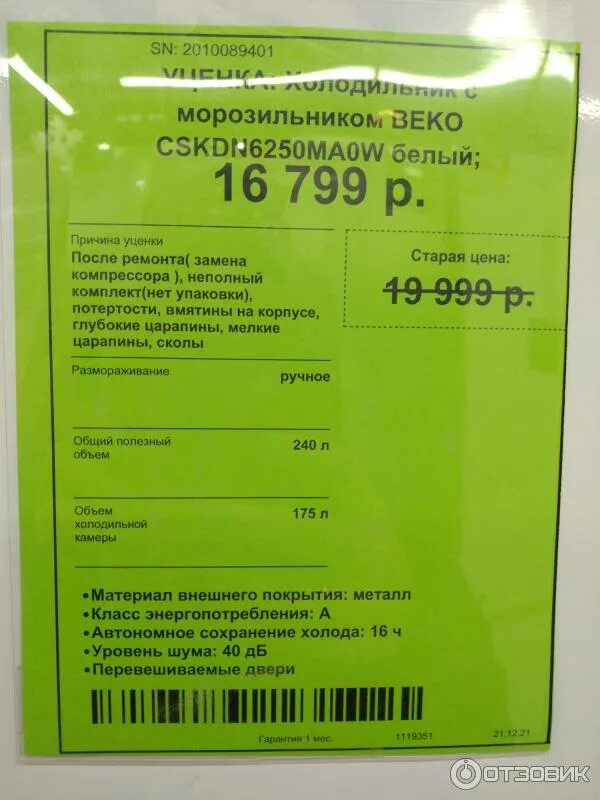 SN: 2010089401
УЦЕНКА: Холодильник с
морозильником BEKO
CSKDN6250MA0W белый;
16 799 р.
Причина уценки
После ремонта( замена
компрессора ), неполный
комплект(нет упаковки),
потертости, вмятины на корпусе,
глубокие царапины, мелкие
царапины, сколы
Старая цена:
19 999 р.
Размораживание
ручное
Общий полезный
объем
240 л
Объем
холодильной
камеры
175 л
•Материал внешнего покрытия: металл
•Класс энергопотребления: A
•Автономное сохранение холода: 16 ч
•Уровень шума: 40 дБ
•Перевешиваемые двери
Гарантия 1 мес.
1119351
21.12.21
ОТЗОВИК